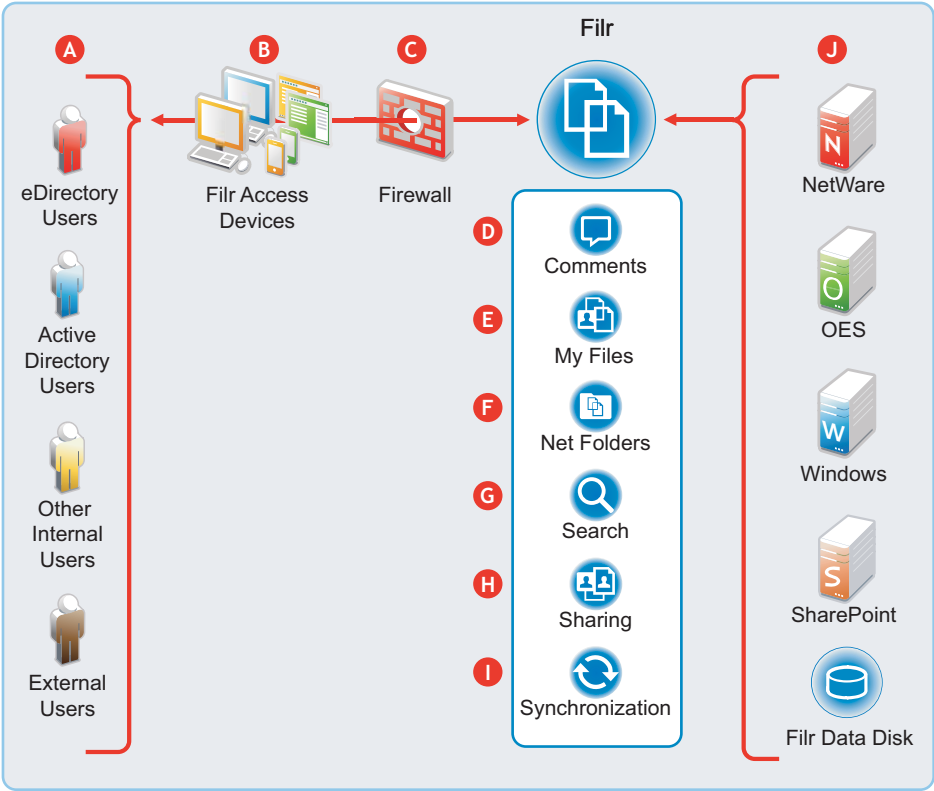 Filr
A
B
C
J
eDirectory
Users
Filr Access
Devices
Firewall
N
NetWare
Active
Directory
Users
D
Comments
E
My Files
F
Net Folders
G
Search
H
Sharing
I
Synchronization
O
OES
W
Windows
Other
Internal
Users
S
SharePoint
External
Users
Filr Data Disk